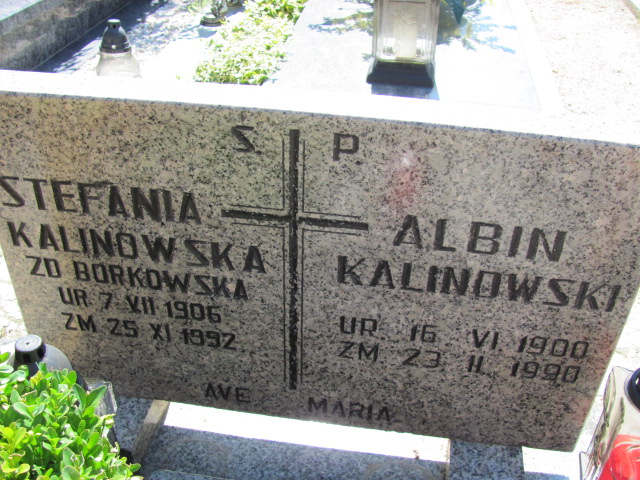 S P
STEFANIA
KALINOWSKA
ZD BORKOWSKA
UR 7 VII 1906
ZM 25 XI 1992
ALBIN
KALINOWSKI
UR 16 VI 1900
ZM 23 II 1990
AVE MARIA